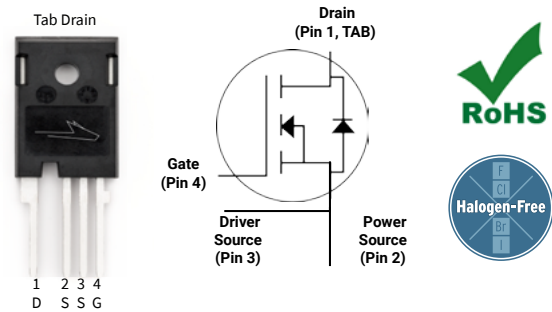 Tab Drain
1 2 3 4
D S S G
Drain
(Pin 1, TAB)
Gate
(Pin 4)
Driver
Source
(Pin 3)
Power
Source
(Pin 2)
RoHS
F
Cl
Halogen-Free
Br
I